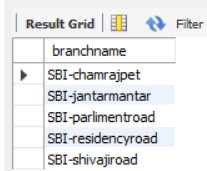 Result Grid Filter
branchname
SBI-chamrajpet
SBI-jantarmantar
SBI-parlimentroad
SBI-residencyroad
SBI-shivajiroad